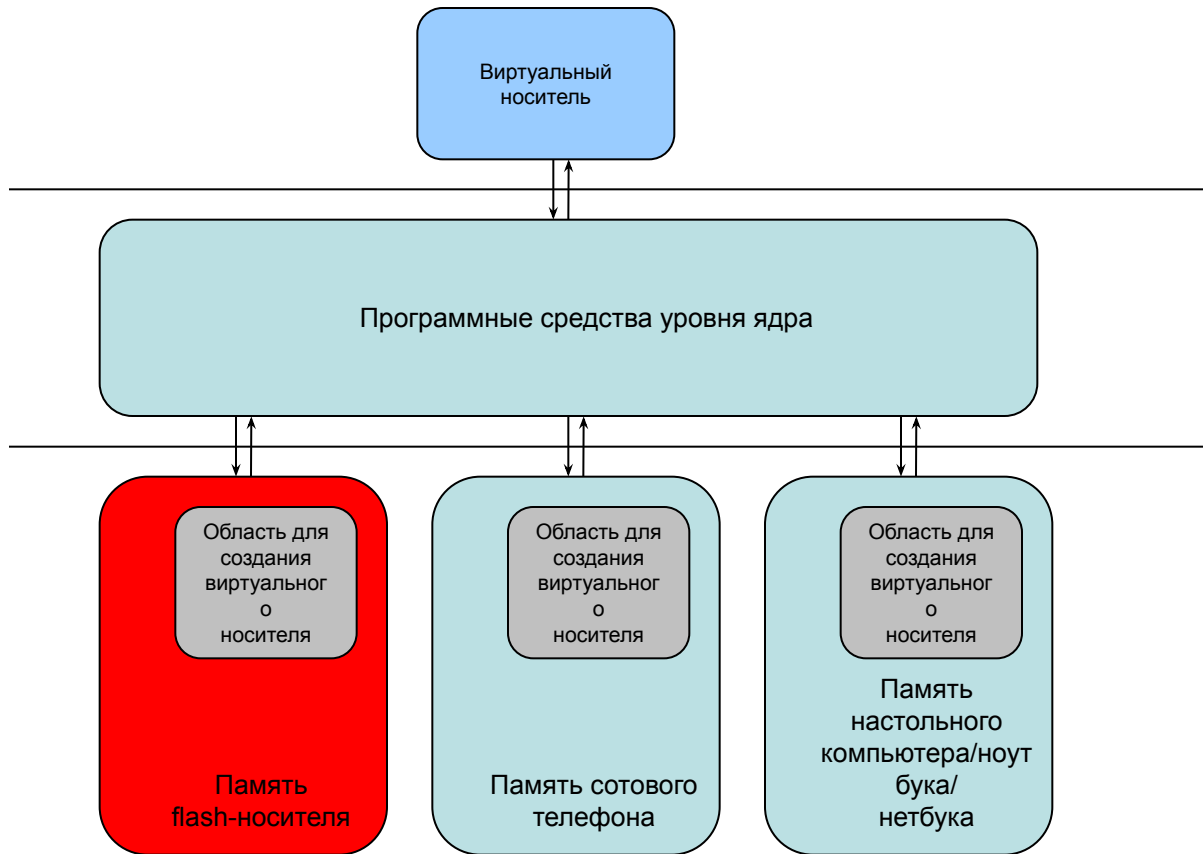 Виртуальный
носитель
Программные средства уровня ядра
Область для
создания
виртуальног
о
носителя
Память
flash-носителя
Область для
создания
виртуальног
о
носителя
Память сотового
телефона
Область для
создания
виртуальног
о
носителя
Память
настольного
компьютера/ноут
бука/
нетбука